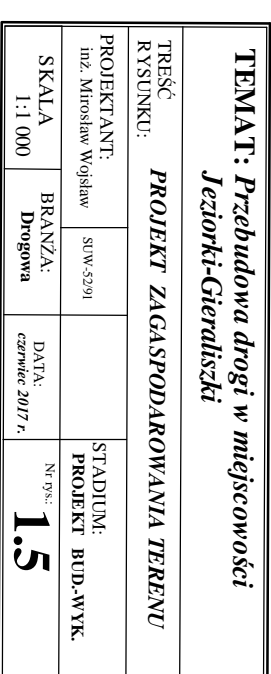 TEMAT: Przebudowa drogi w miejscowości
Jeziorki-Gieraliszki
TREŚĆ
RYSUNKU:
PROJEKT ZAGASPODAROWANIA TERENU
PROJEKTANT:
inż. Mirosław Wojsław
SUW-52/91
STADIUM:
PROJEKT BUD.-WYK.
SKALA
1:1 000
BRANŻA:
Drogowa
DATA:
czerwiec 2017 r.
Nr rys.:
1.5